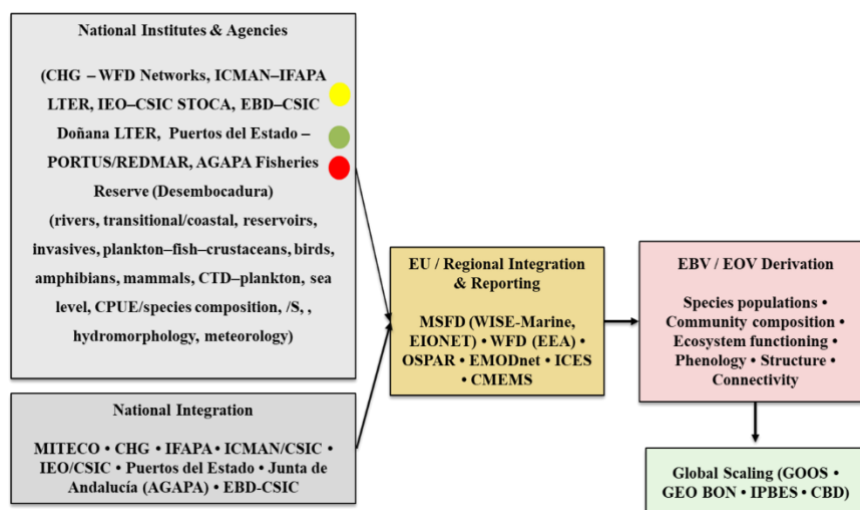 National Institutes & Agencies
(CHG – WFD Networks, ICMAN–IFAPA
LTER, IEO–CSIC STOCA, EBD–CSIC
Doñana LTER, Puertos del Estado –
PORTUS/REDMAR, AGAPA Fisheries
Reserve (Desembocadura)
(rivers, transitional/coastal, reservoirs,
invasives, plankton–fish–crustaceans, birds,
amphibians, mammals, CTD–plankton, sea
level, CPUE/species composition, /S, ,
hydromorphology, meteorology)
National Integration
MITECO • CHG • IFAPA • ICMAN/CSIC •
IEO/CSIC • Puertos del Estado • Junta de
Andalucía (AGAPA) • EBD-CSIC
EU / Regional Integration
& Reporting
MSFD (WISE-Marine,
EIONET) • WFD (EEA) •
OSPAR • EMODnet • ICES
• CMEMS
EBV / EOV Derivation
Species populations •
Community composition •
Ecosystem functioning •
Phenology • Structure •
Connectivity
Global Scaling (GOOS •
GEO BON • IPBES • CBD)